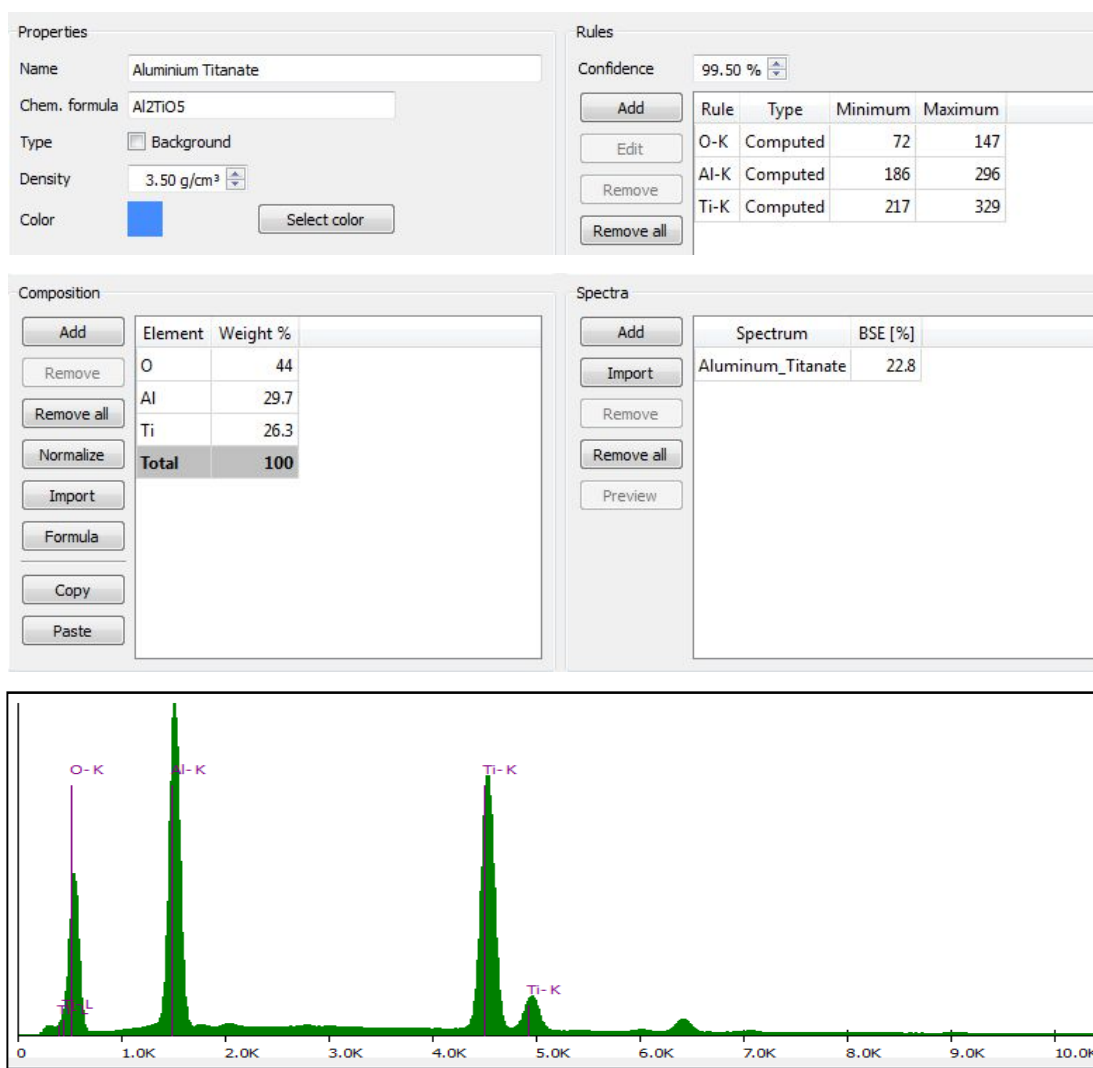 Properties
Name Aluminium Titanate
Chem. formula Al2TiO5
Type Background
Density 3.50 g/cm³
Color Select color
Rules
Confidence 99.50 %
Add
Edit
Remove
Remove all
Rule Type Minimum Maximum
O-K Computed 72 147
Al-K Computed 186 296
Ti-K Computed 217 329
Composition
Add
Remove
Remove all
Normalize
Import
Formula
Copy
Paste
Element Weight %
O 44
Al 29.7
Ti 26.3
Total 100
Spectra
Add
Import
Remove
Remove all
Preview
Spectrum BSE [%]
Aluminum_Titanate 22.8
O-K
Al-K
Ti-K
Ti-K
0 1.0K 2.0K 3.0K 4.0K 5.0K 6.0K 7.0K 8.0K 9.0K 10.0K